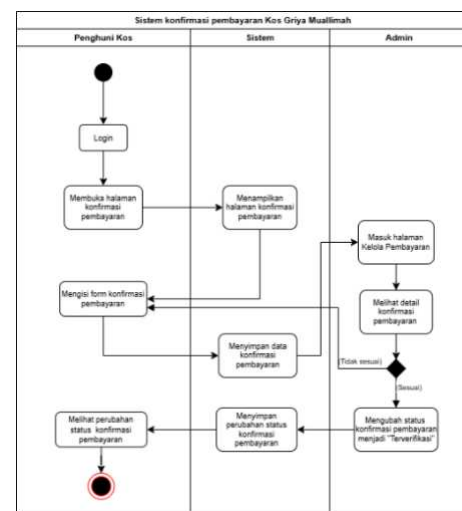 Sistem konfirmasi pembayaran Kos Griya Muallimah
Penghuni Kos
Sistem
Admin
Login
Membuka halaman
konfirmasi
pembayaran
Menampilkan
halaman konfirmasi
pembayaran
Masuk halaman
Kelola Pembayaran
Mengisi form konfirmasi
pembayaran
Melihat detail
konfirmasi
pembayaran
Menyimpan data
konfirmasi
pembayaran
(Tidak sesuai)
(Sesuai)
Melihat perubahan
status konfirmasi
pembayaran
Menyimpan
perubahan status
konfirmasi
pembayaran
Mengubah status
konfirmasi pembayaran
menjadi "Terverifikasi"